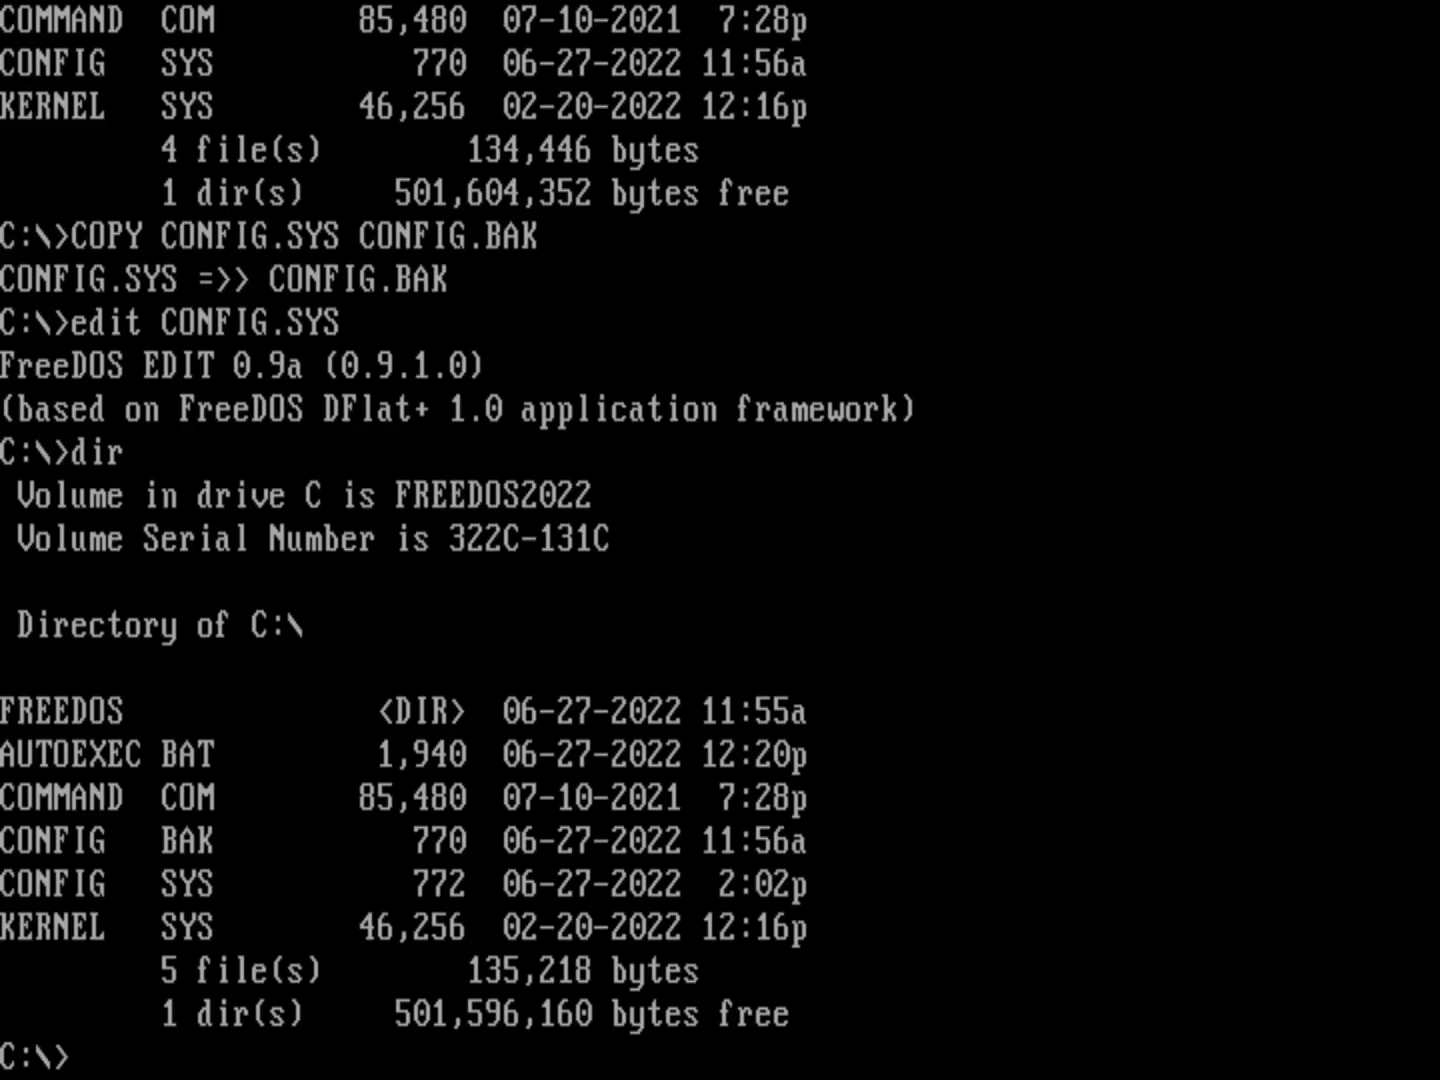 COMMAND  COM        85,480  07-10-2021  7:28p
CONFIG   SYS           770  06-27-2022 11:56a
KERNEL   SYS        46,256  02-20-2022 12:16p
         4 file(s)        134,446 bytes
         1 dir(s)     501,604,352 bytes free
C:\>COPY CONFIG.SYS CONFIG.BAK
CONFIG.SYS =>> CONFIG.BAK
C:\>edit CONFIG.SYS
FreeDOS EDIT 0.9a (0.9.1.0)
(based on FreeDOS DFlat+ 1.0 application framework)
C:\>dir
 Volume in drive C is FREEDOS2022
 Volume Serial Number is 322C-131C
 Directory of C:\
FREEDOS              <DIR>  06-27-2022 11:55a
AUTOEXEC BAT         1,940  06-27-2022 12:20p
COMMAND  COM        85,480  07-10-2021  7:28p
CONFIG   BAK           770  06-27-2022 11:56a
CONFIG   SYS           772  06-27-2022  2:02p
KERNEL   SYS        46,256  02-20-2022 12:16p
         5 file(s)        135,218 bytes
         1 dir(s)     501,596,160 bytes free
C:\>